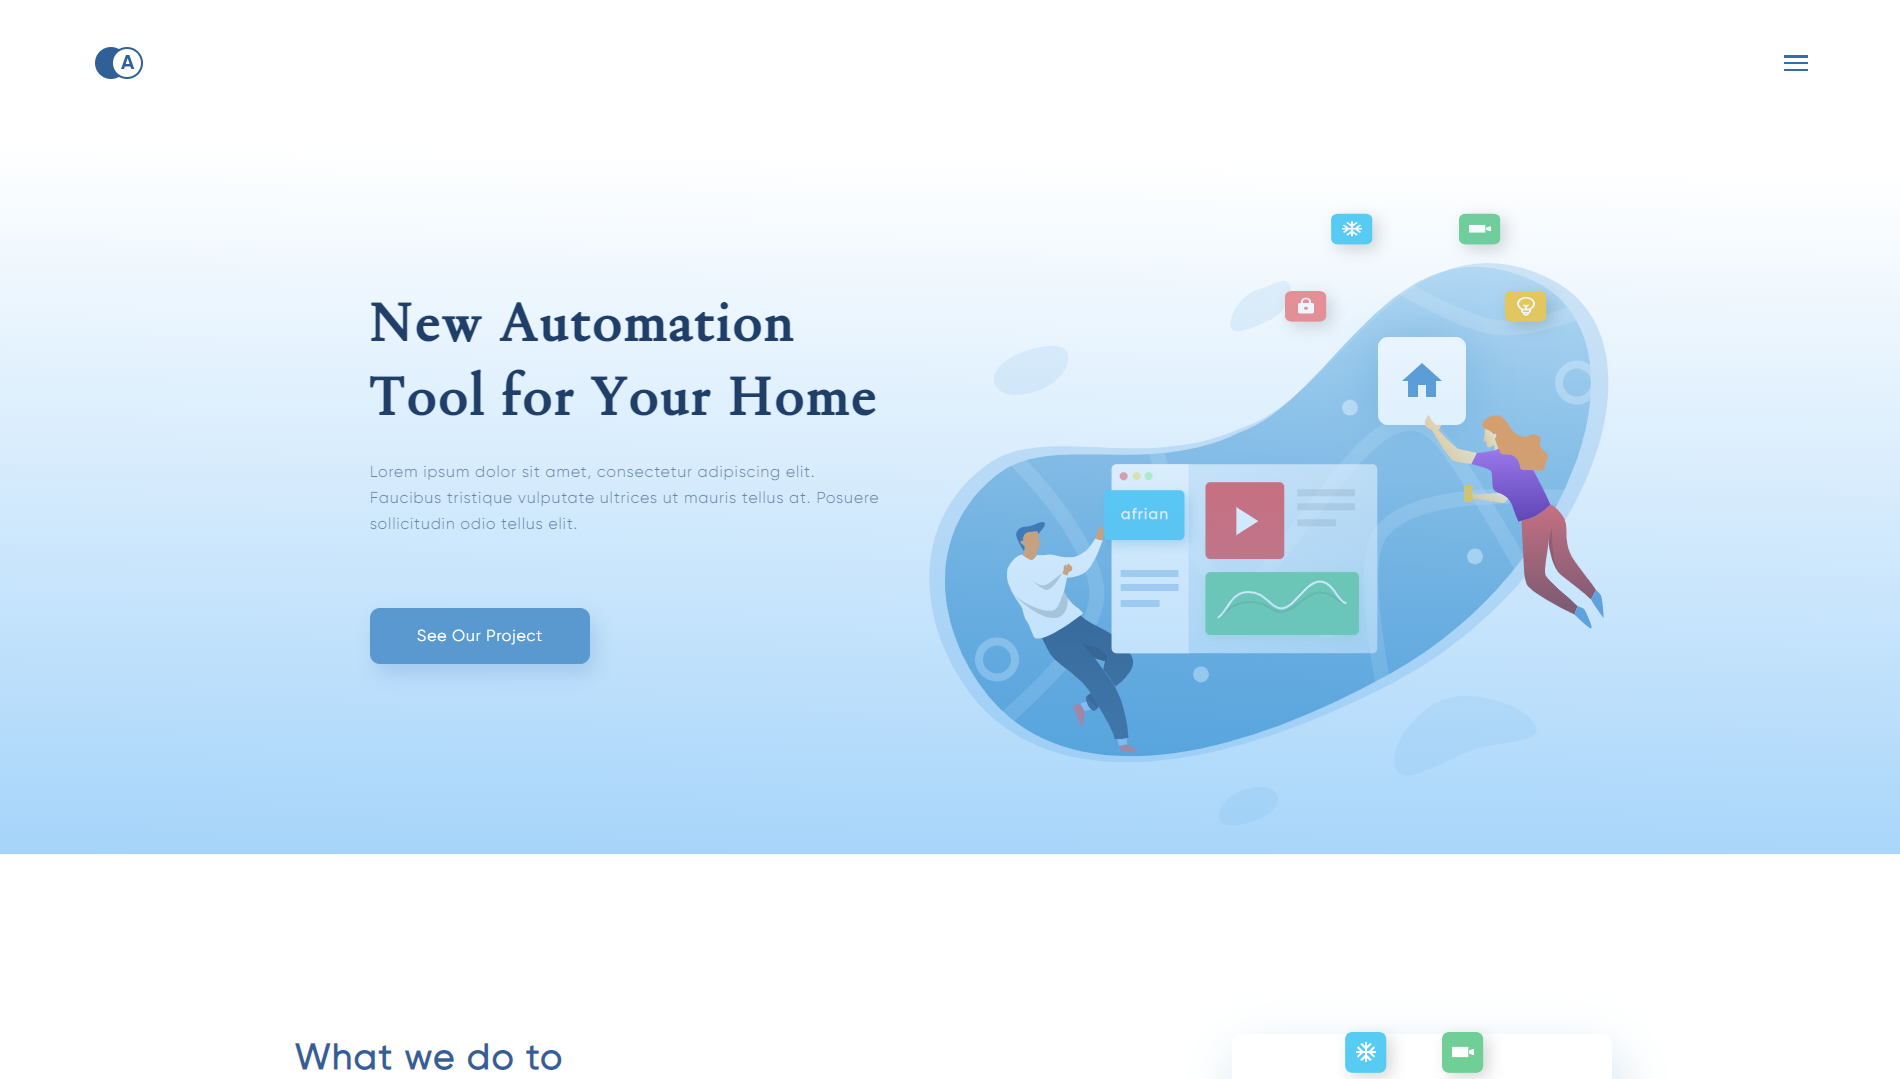 A
New Automation
Tool for Your Home
Lorem ipsum dolor sit amet, consectetur adipiscing elit.
Faucibus tristique vulputate ultrices ut mauris tellus at. Posuere
sollicitudin odio tellus elit.
afrian
See Our Project
What we do to